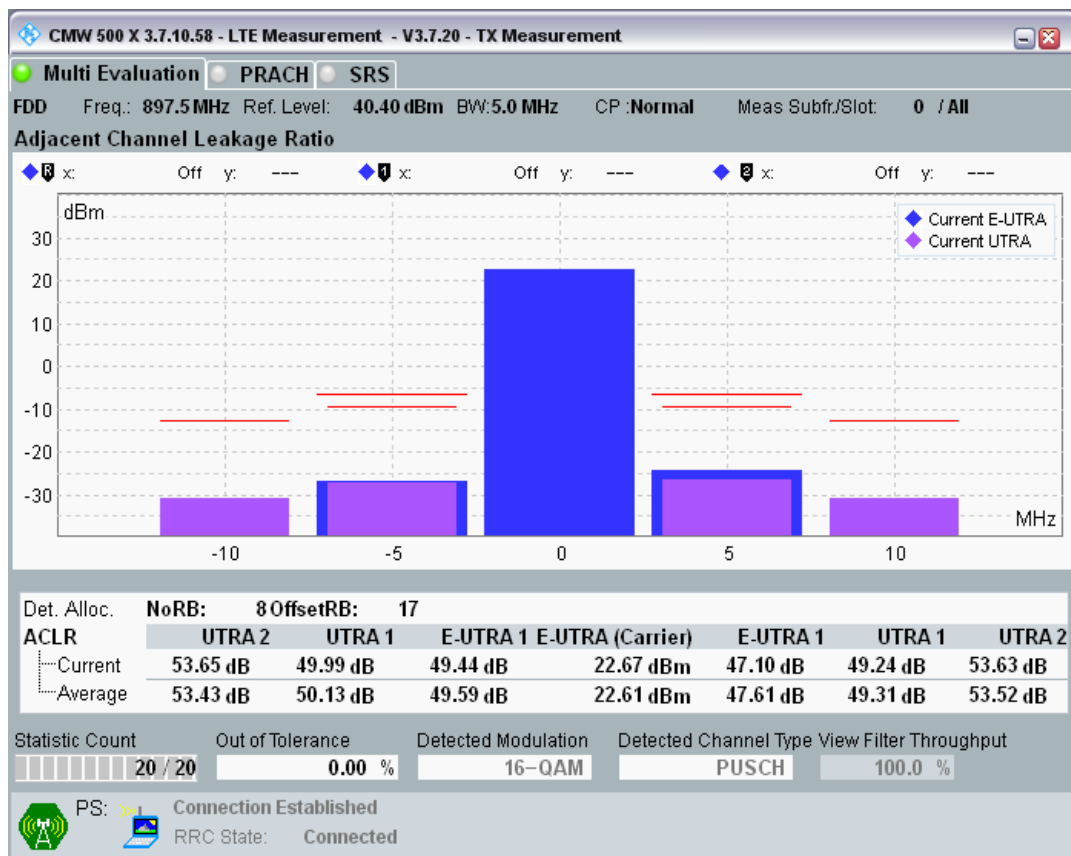 CMW 500 X 3.7.10.58 - LTE Measurement - V3.7.20 - TX Measurement
Multi Evaluation PRACH SRS
FDD Freq.: 897.5 MHz Ref. Level: 40.40 dBm BW:5.0 MHz CP :Normal Meas Subfr./Slot: 0 / All
Adjacent Channel Leakage Ratio
R x: Off y: --- 1 x: Off y: --- 2 x: Off y: ---
dBm
Current E-UTRA
Current UTRA
30
20
10
0
-10
-20
-30
MHz
-10 -5 0 5 10
Det. Alloc. NoRB: 8 OffsetRB: 17
ACLR UTRA 2 UTRA 1 E-UTRA 1 E-UTRA (Carrier) E-UTRA 1 UTRA 1 UTRA 2
Current 53.65 dB 49.99 dB 49.44 dB 22.67 dBm 47.10 dB 49.24 dB 53.63 dB
Average 53.43 dB 50.13 dB 49.59 dB 22.61 dBm 47.61 dB 49.31 dB 53.52 dB
Statistic Count Out of Tolerance Detected Modulation Detected Channel Type View Filter Throughput
20 / 20 0.00 % 16-QAM PUSCH 100.0 %
PS: Connection Established
RRC State: Connected